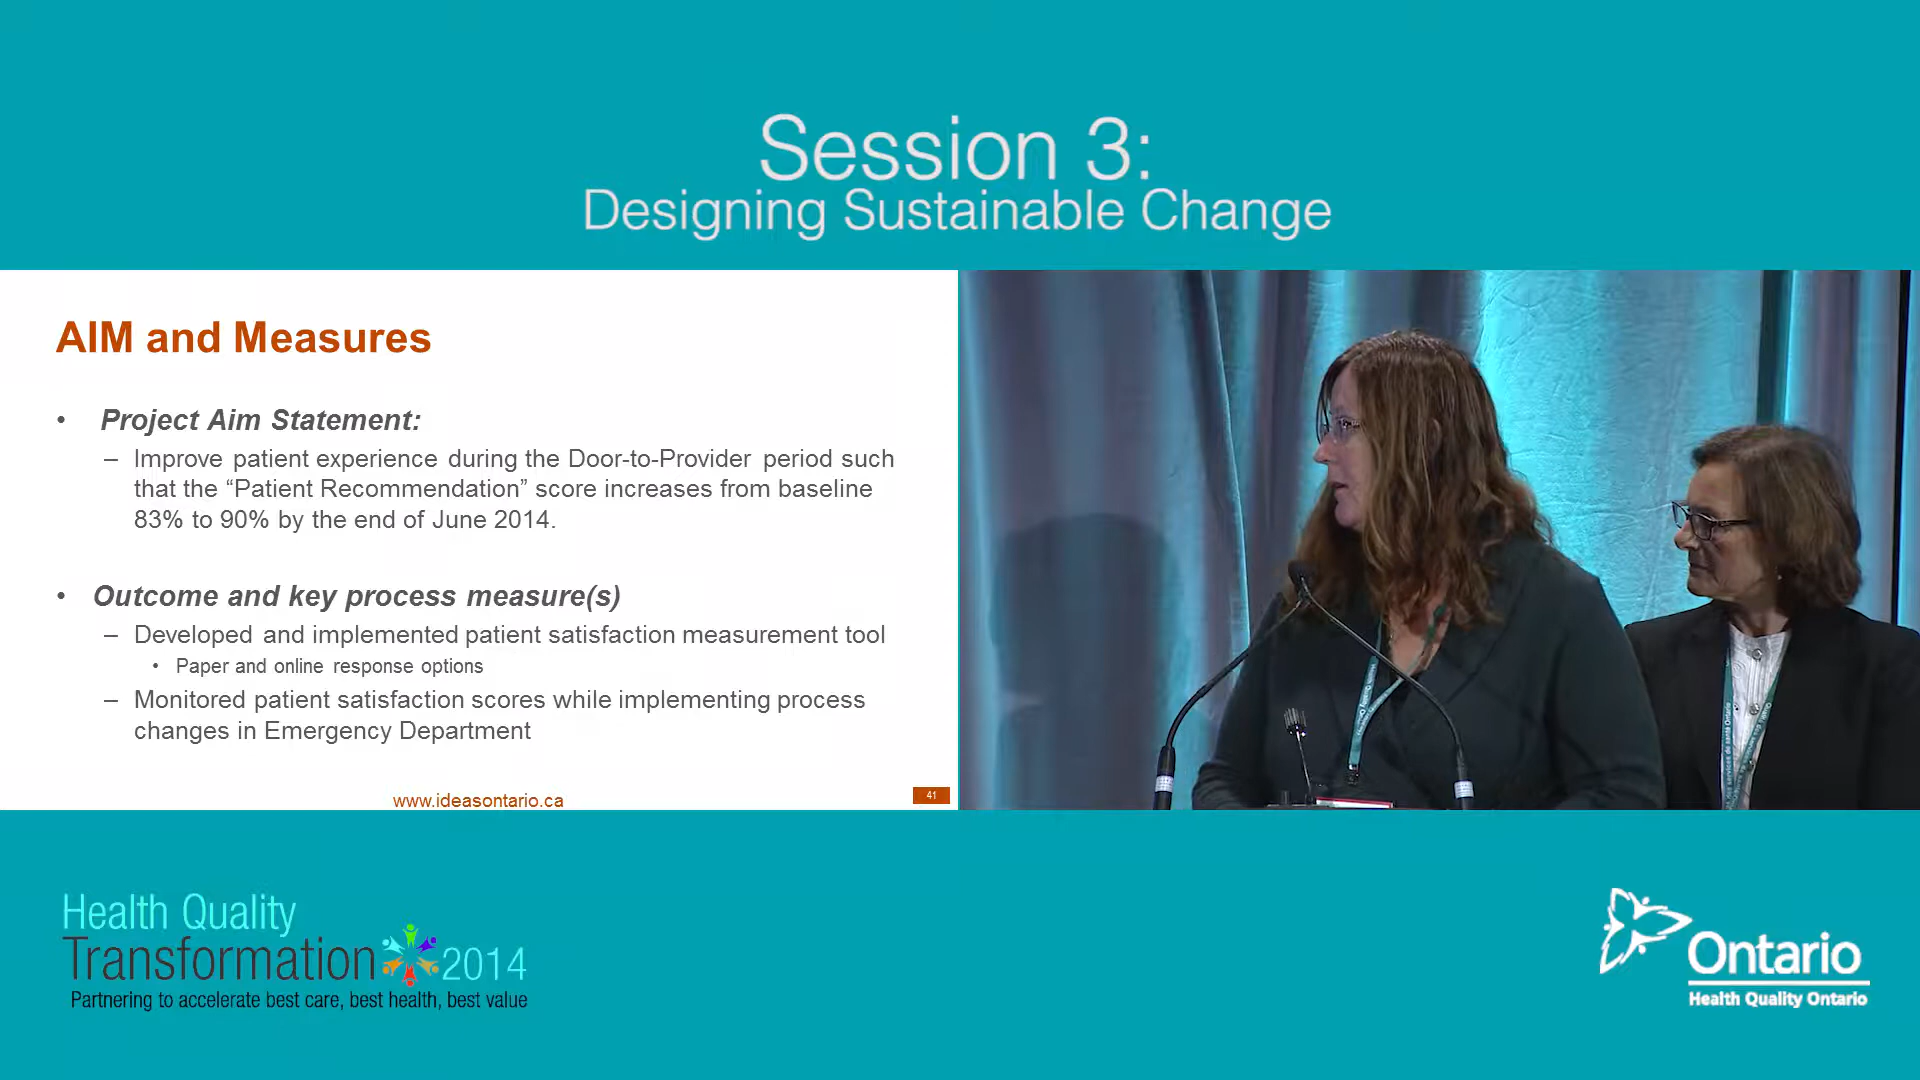 Session 3:
Designing Sustainable Change
AIM and Measures
• Project Aim Statement:
– Improve patient experience during the Door-to-Provider period such
that the “Patient Recommendation” score increases from baseline
83% to 90% by the end of June 2014.
• Outcome and key process measure(s)
– Developed and implemented patient satisfaction measurement tool
• Paper and online response options
– Monitored patient satisfaction scores while implementing process
changes in Emergency Department
www.ideasontario.ca
41
Health Quality
Transformation 2014
Partnering to accelerate best care, best health, best value
Ontario
Health Quality Ontario